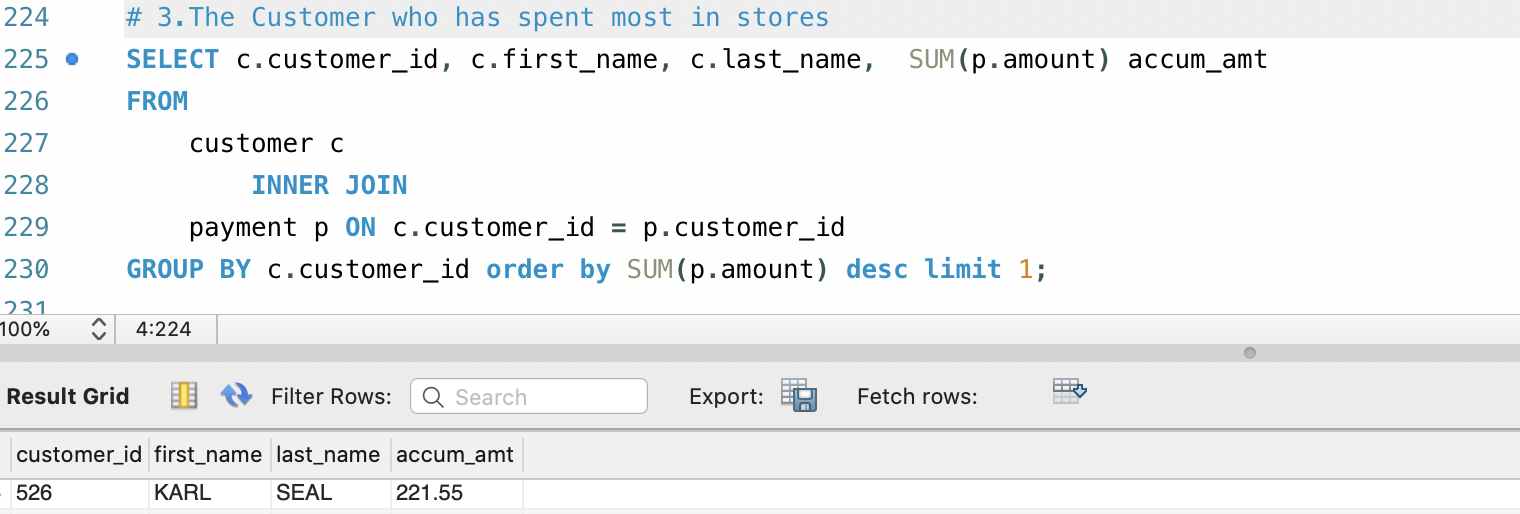 224 # 3.The Customer who has spent most in stores
225 SELECT c.customer_id, c.first_name, c.last_name,  SUM(p.amount) accum_amt
226 FROM
227     customer c
228         INNER JOIN
229     payment p ON c.customer_id = p.customer_id
230 GROUP BY c.customer_id order by SUM(p.amount) desc limit 1;
231
100% 4:224
Result Grid Filter Rows: Search Export: Fetch rows:
customer_id first_name last_name accum_amt
526 KARL SEAL 221.55